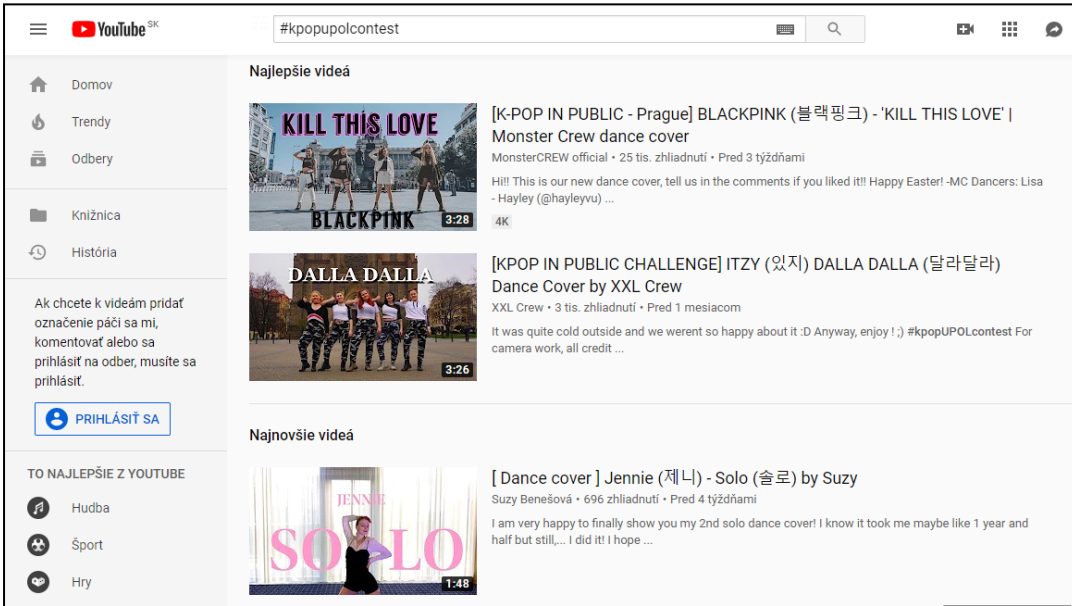 YouTube SK
#kpopupolcontest
Domov
Trendy
Odbery
Knižnica
História
Ak chcete k videám pridať
označenie páči sa mi,
komentovať alebo sa
prihlásiť na odber, musíte sa
prihlásiť.
PRIHLÁSIŤ SA
TO NAJLEPŠIE Z YOUTUBE
Hudba
Šport
Hry
Najlepšie videá
KILL THIS LOVE
BLACKPINK
3:28
[K-POP IN PUBLIC - Prague] BLACKPINK (블랙핑크) - 'KILL THIS LOVE' |
Monster Crew dance cover
MonsterCREW official • 25 tis. zhliadnutí • Pred 3 týždňami
Hi!! This is our new dance cover, tell us in the comments if you liked it!! Happy Easter! -MC Dancers: Lisa
- Hayley (@hayleyvu) ...
4K
DALLA DALLA
3:26
[KPOP IN PUBLIC CHALLENGE] ITZY (있지) DALLA DALLA (달라달라)
Dance Cover by XXL Crew
XXL Crew • 3 tis. zhliadnutí • Pred 1 mesiacom
It was quite cold outside and we werent so happy about it :D Anyway, enjoy ! ;) #kpopUPOLcontest For
camera work, all credit ...
Najnovšie videá
JENNIE
SOLO
1:48
[ Dance cover ] Jennie (제니) - Solo (솔로) by Suzy
Suzy Benešová • 696 zhliadnutí • Pred 4 týždňami
I am very happy to finally show you my 2nd solo dance cover! I know it took me maybe like 1 year and
half but still,... I did it! I hope ...